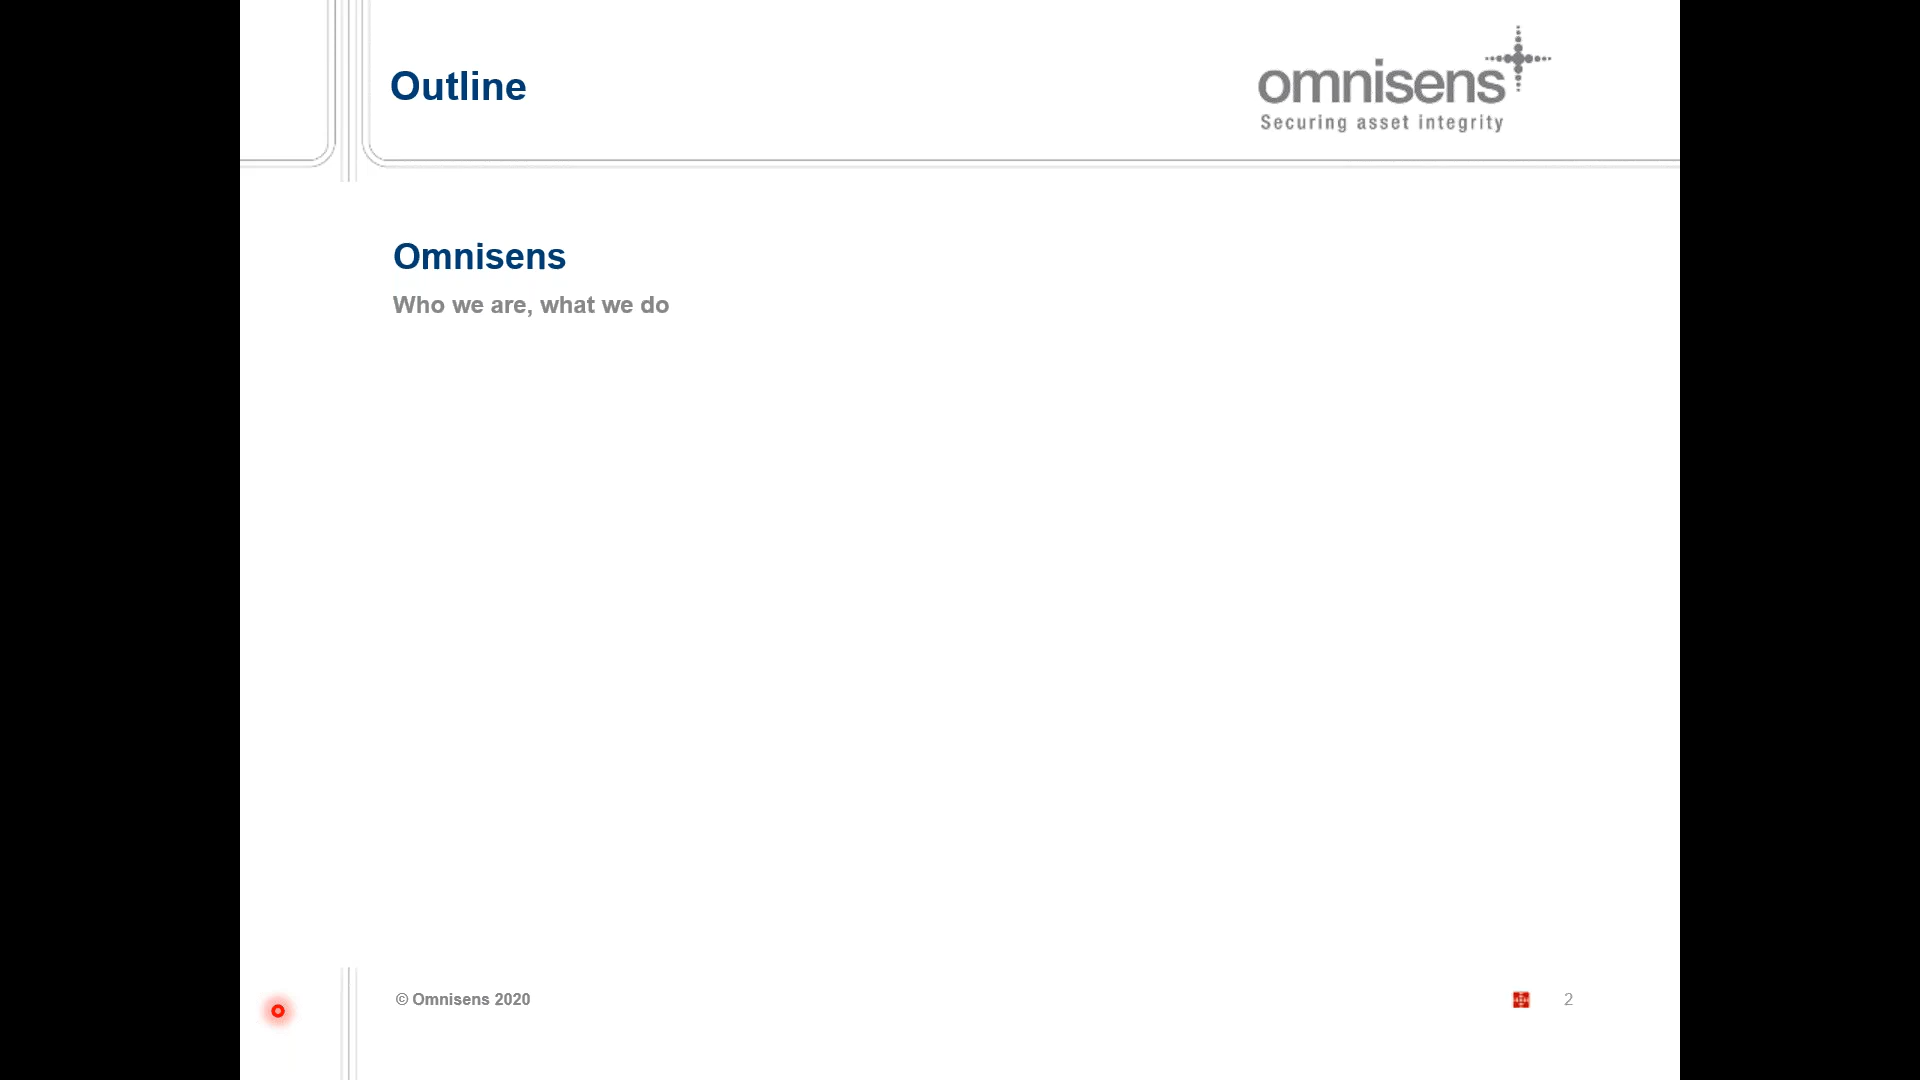 Outline
omnisens
Securing asset integrity
Omnisens
Who we are, what we do
© Omnisens 2020
2